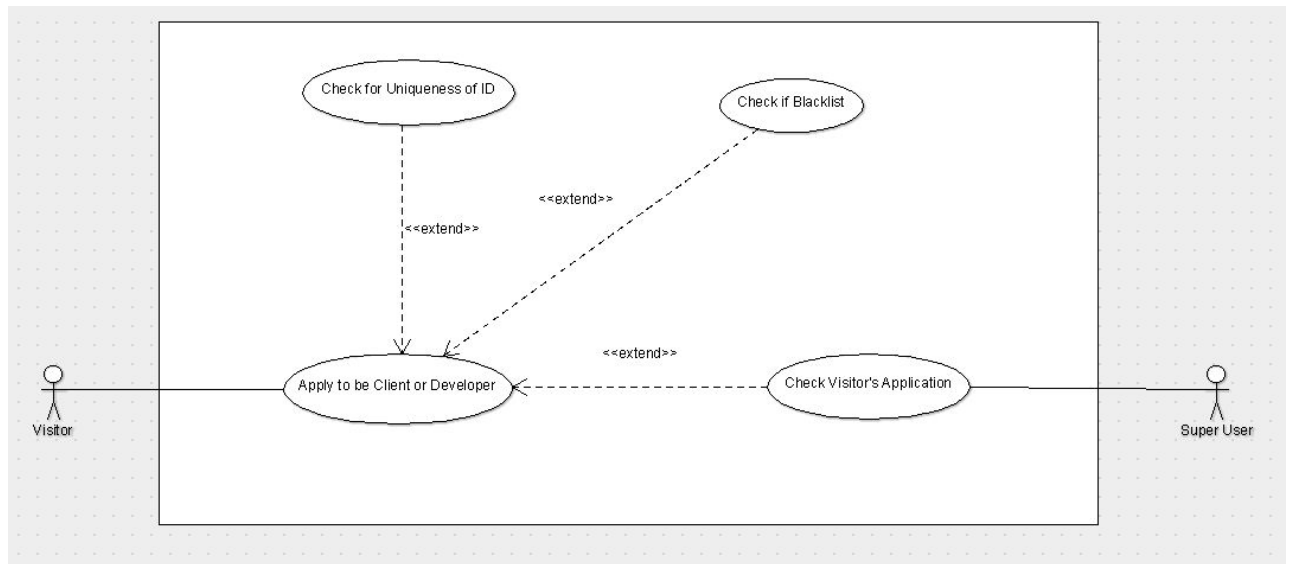 Check for Uniqueness of ID
Check if Blacklist
<<extend>>
<<extend>>
<<extend>>
Apply to be Client or Developer
Check Visitor's Application
Visitor
Super User